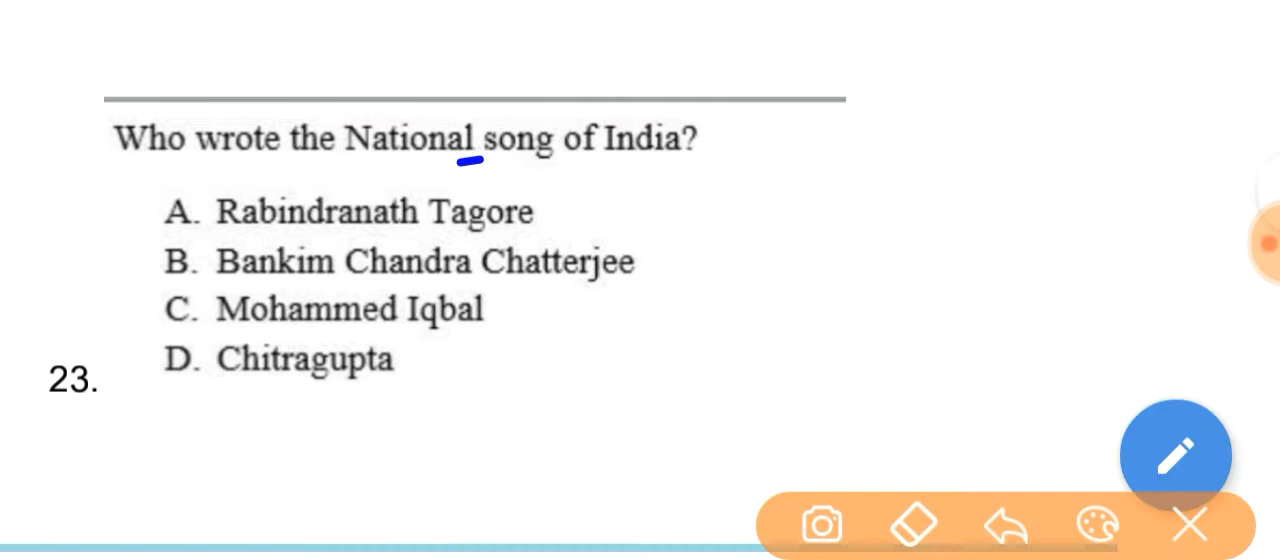 Who wrote the National song of India?
A. Rabindranath Tagore
B. Bankim Chandra Chatterjee
C. Mohammed Iqbal
D. Chitragupta
23.